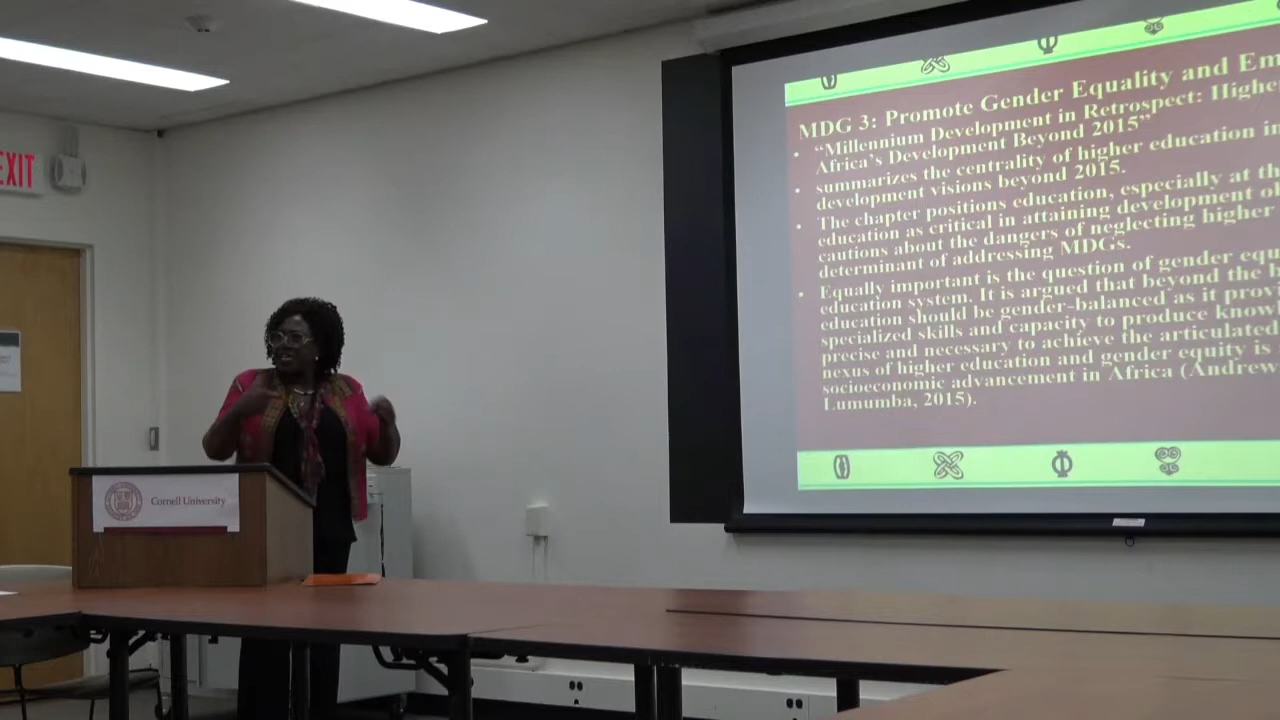 EXIT
MDG 3: Promote Gender Equality and Em
• “Millennium Development in Retrospect: Highe
Africa’s Development Beyond 2015”
• summarizes the centrality of higher education in
development visions beyond 2015.
• The chapter positions education, especially at th
education as critical in attaining development o
cautions about the dangers of neglecting higher
determinant of addressing MDGs.
• Equally important is the question of gender equ
education system. It is argued that beyond the b
education should be gender-balanced as it provi
specialized skills and capacity to produce knowl
precise and necessary to achieve the articulated
nexus of higher education and gender equity is
socioeconomic advancement in Africa (Andrew
Lumumba, 2015).
Cornell University